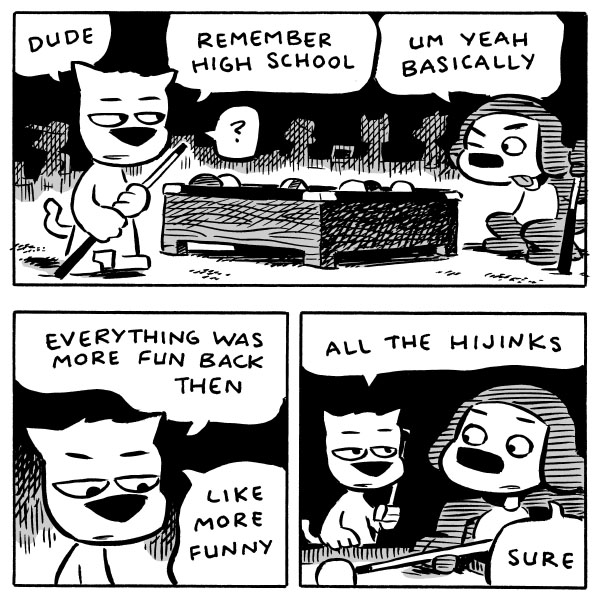 DUDE
REMEMBER
HIGH SCHOOL
?
UM YEAH
BASICALLY
EVERYTHING WAS
MORE FUN BACK
THEN
LIKE
MORE
FUNNY
ALL THE HIJINKS
SURE